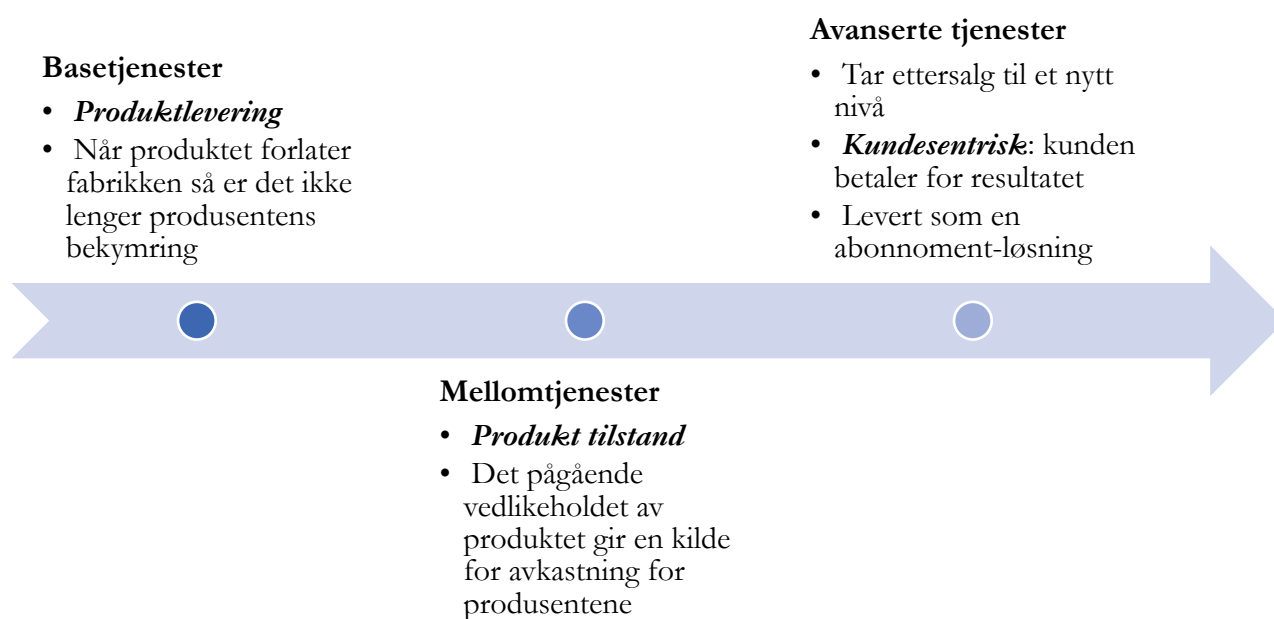 Basetjenester
• Produktlevering
• Når produktet forlater
fabrikken så er det ikke
lenger produsentens
bekymring
Mellomtjenester
• Produkt tilstand
• Det pågående
vedlikeholdet av
produktet gir en kilde
for avkastning for
produsentene
Avanserte tjenester
• Tar ettersalg til et nytt
nivå
• Kundesentrisk: kunden
betaler for resultatet
• Levert som en
abonnoment-løsning